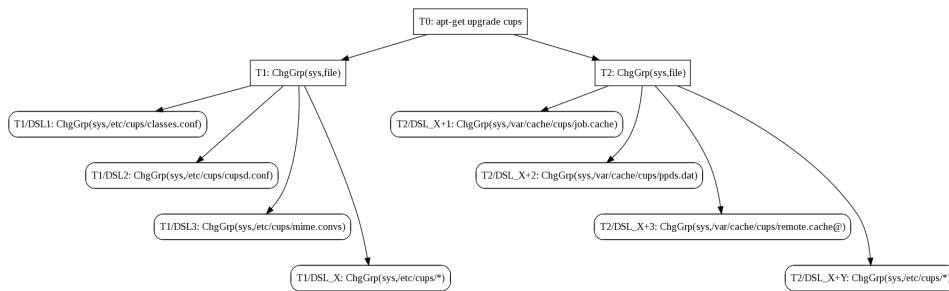 T0: apt-get upgrade cups
T1: ChgGrp(sys,file)
T2: ChgGrp(sys,file)
T1/DSL1: ChgGrp(sys,/etc/cups/classes.conf)
T2/DSL_X+1: ChgGrp(sys,/var/cache/cups/job.cache)
T1/DSL2: ChgGrp(sys,/etc/cups/cupsd.conf)
T2/DSL_X+2: ChgGrp(sys,/var/cache/cups/ppds.dat)
T1/DSL3: ChgGrp(sys,/etc/cups/mime.convs)
T2/DSL_X+3: ChgGrp(sys,/var/cache/cups/remote.cache@)
T1/DSL_X: ChgGrp(sys,/etc/cups/*)
T2/DSL_X+Y: ChgGrp(sys,/etc/cups/*